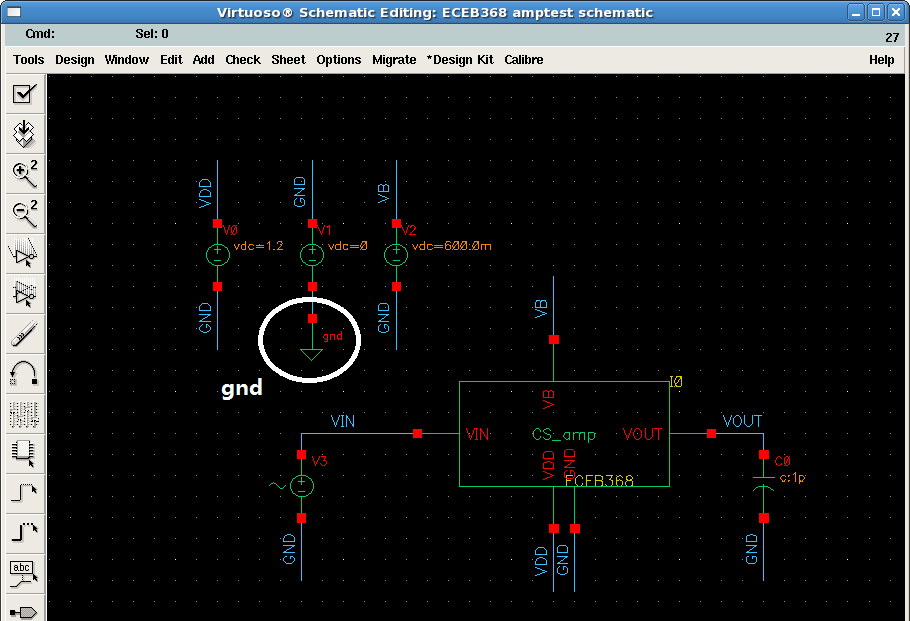 Virtuoso® Schematic Editing: ECEB368 amptest schematic
Cmd: Sel: 0
27
Tools Design Window Edit Add Check Sheet Options Migrate *Design Kit Calibre Help
2
2
abc
VDD GND VB
V0 V1 V2
vdc=1.2 vdc=0 vdc=600.0m
GND GND
gnd
gnd
VB
I0
VB
VIN VIN CS_amp VOUT VOUT
VDD GND
ECEB368
V3
C0
c:1p
GND VDD GND GND